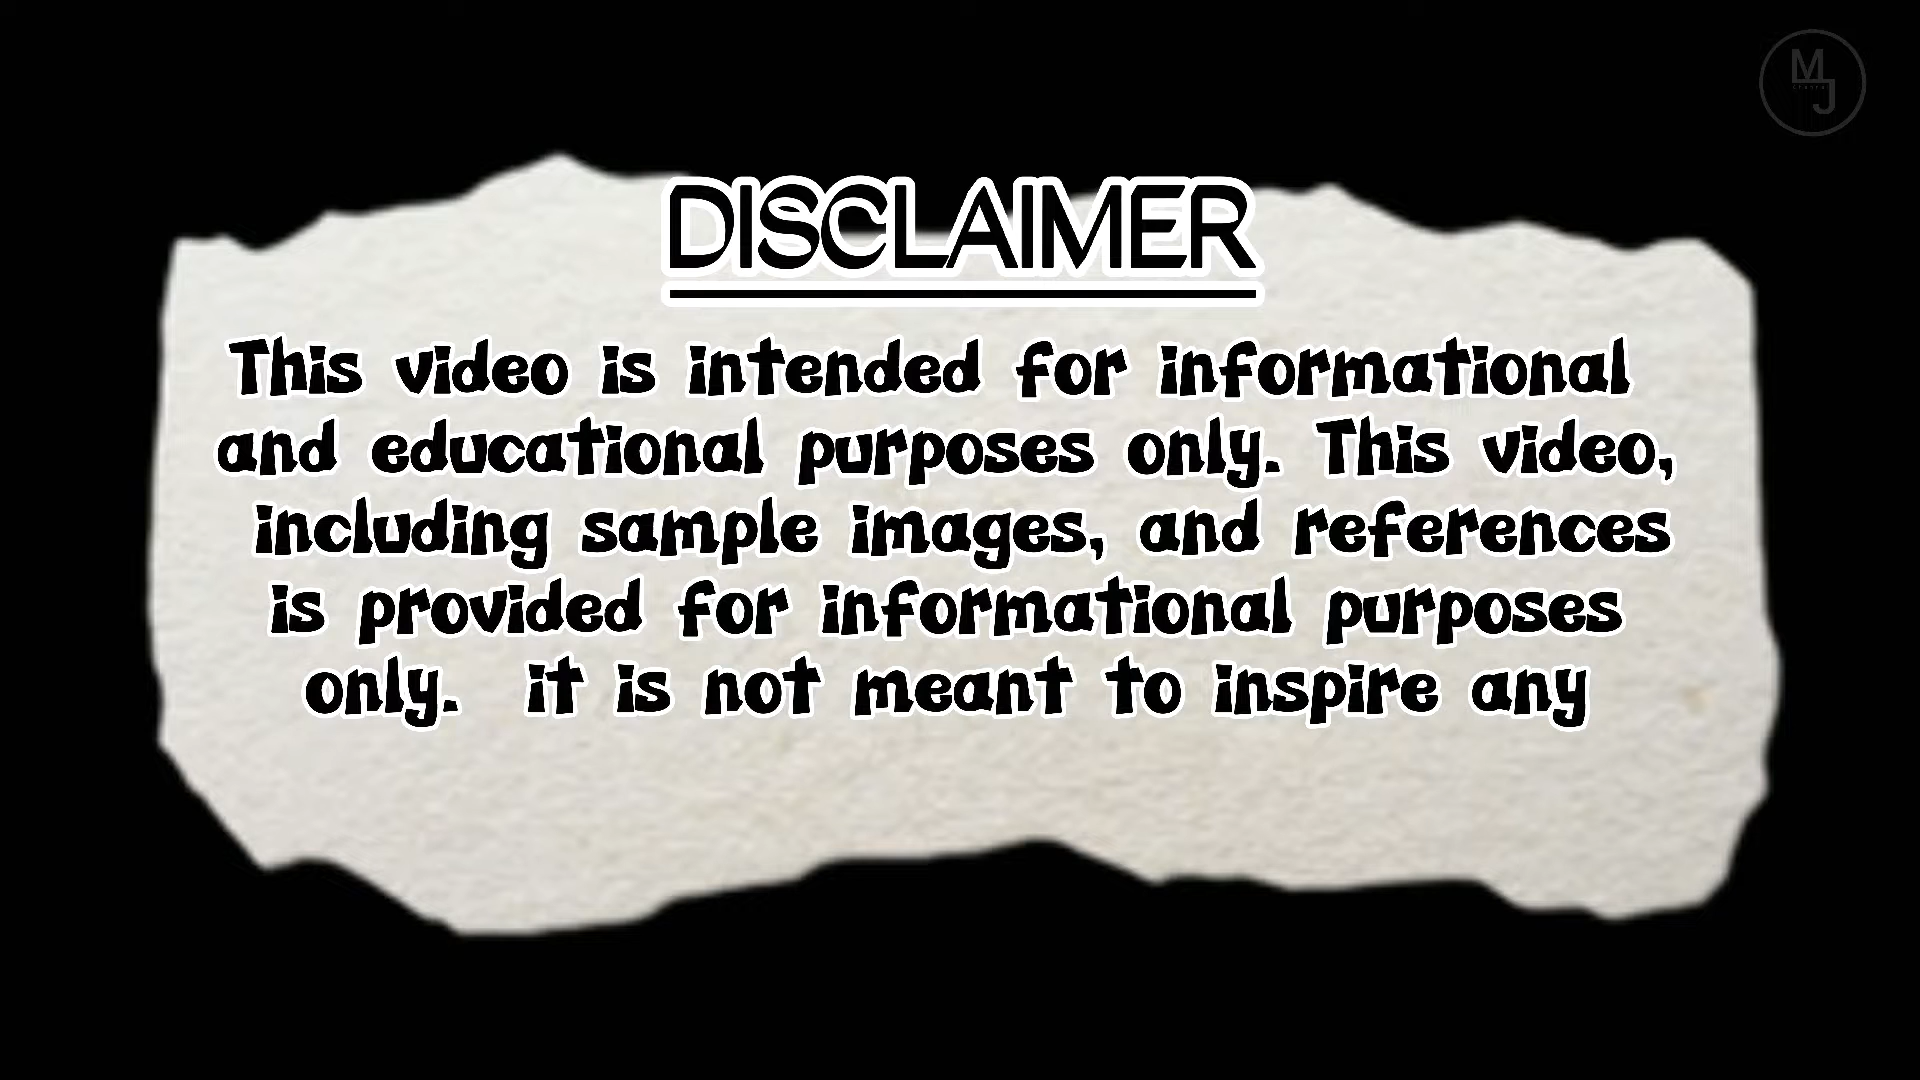 M
J
DISCLAIMER
This video is intended for informational
and educational purposes only. This video,
including sample images, and references
is provided for informational purposes
only. it is not meant to inspire any